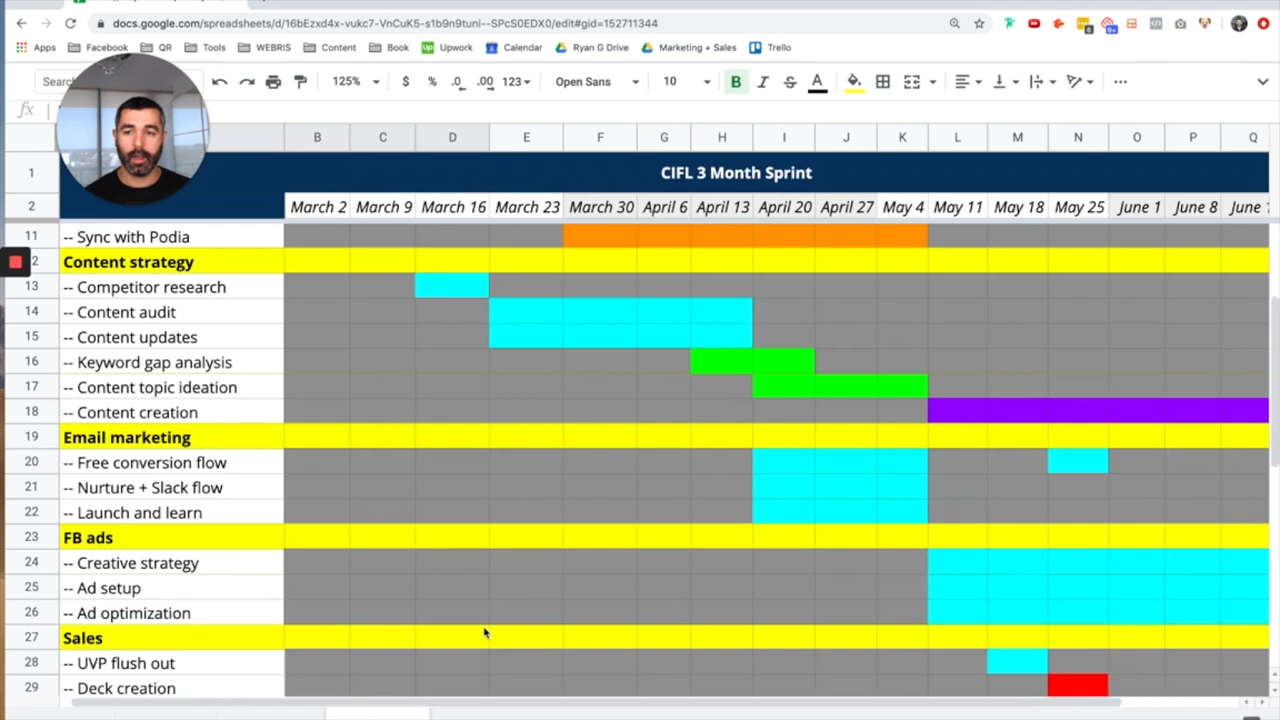 docs.google.com/spreadsheets/d/16bEzxd4x-vukc7-VnCuK5-s1b9n9tuni--SPcS0EDX0/edit#gid=152711344
Apps Facebook QR Tools WEBRIS Content Book Up Upwork Calendar Ryan G Drive Marketing + Sales Trello
Sear 125% $ % .0 .00 123 Open Sans 10 B I S A
fx
B C D E F G H I J K L M N O P Q
1 CIFL 3 Month Sprint
2 March 2 March 9 March 16 March 23 March 30 April 6 April 13 April 20 April 27 May 4 May 11 May 18 May 25 June 1 June 8 June
11 -- Sync with Podia
2 Content strategy
13 -- Competitor research
14 -- Content audit
15 -- Content updates
16 -- Keyword gap analysis
17 -- Content topic ideation
18 -- Content creation
19 Email marketing
20 -- Free conversion flow
21 -- Nurture + Slack flow
22 -- Launch and learn
23 FB ads
24 -- Creative strategy
25 -- Ad setup
26 -- Ad optimization
27 Sales
28 -- UVP flush out
29 -- Deck creation